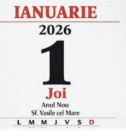 IANUARIE
2026
1
Joi
Anul Nou
Sf. Vasile cel Mare
L M M J V S D